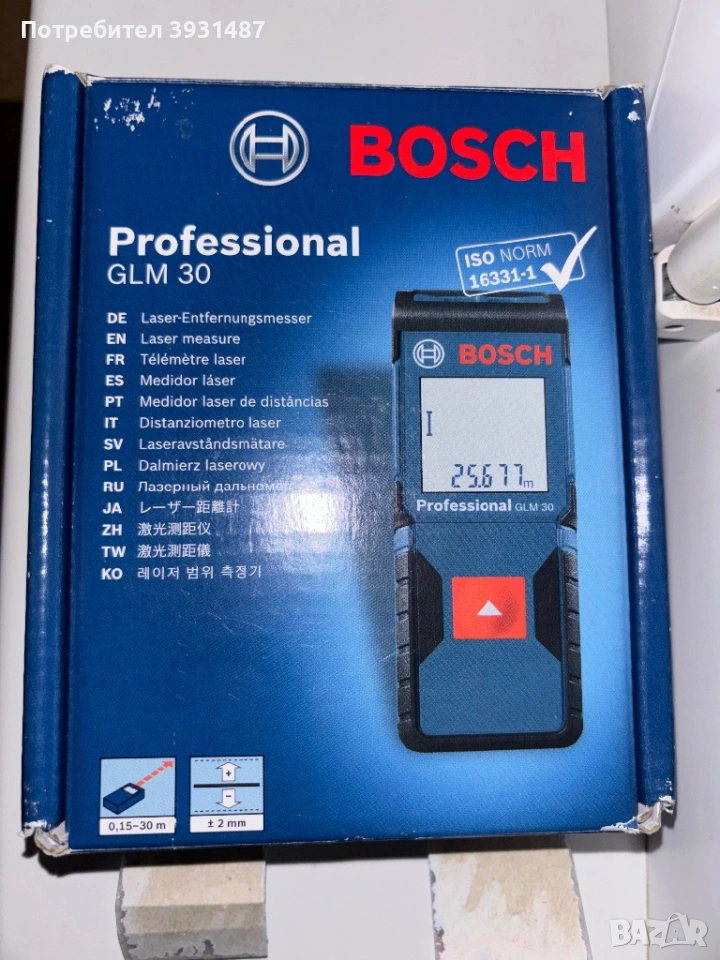 Потребител 3931487
BOSCH
Professional
GLM 30
ISO NORM
16331-1
DE Laser-Entfernungsmesser
EN Laser measure
FR Télémètre laser
ES Medidor láser
PT Medidor laser de distâncias
IT Distanziometro laser
SV Laseravståndsmätare
PL Dalmierz laserowy
RU Лазерный дальномер
JA レーザー距離計
ZH 激光测距仪
TW 激光測距儀
KO 레이저 범위 측정기
BOSCH
25.677m
Professional GLM 30
0,15–30 m
± 2 mm
BAZAR